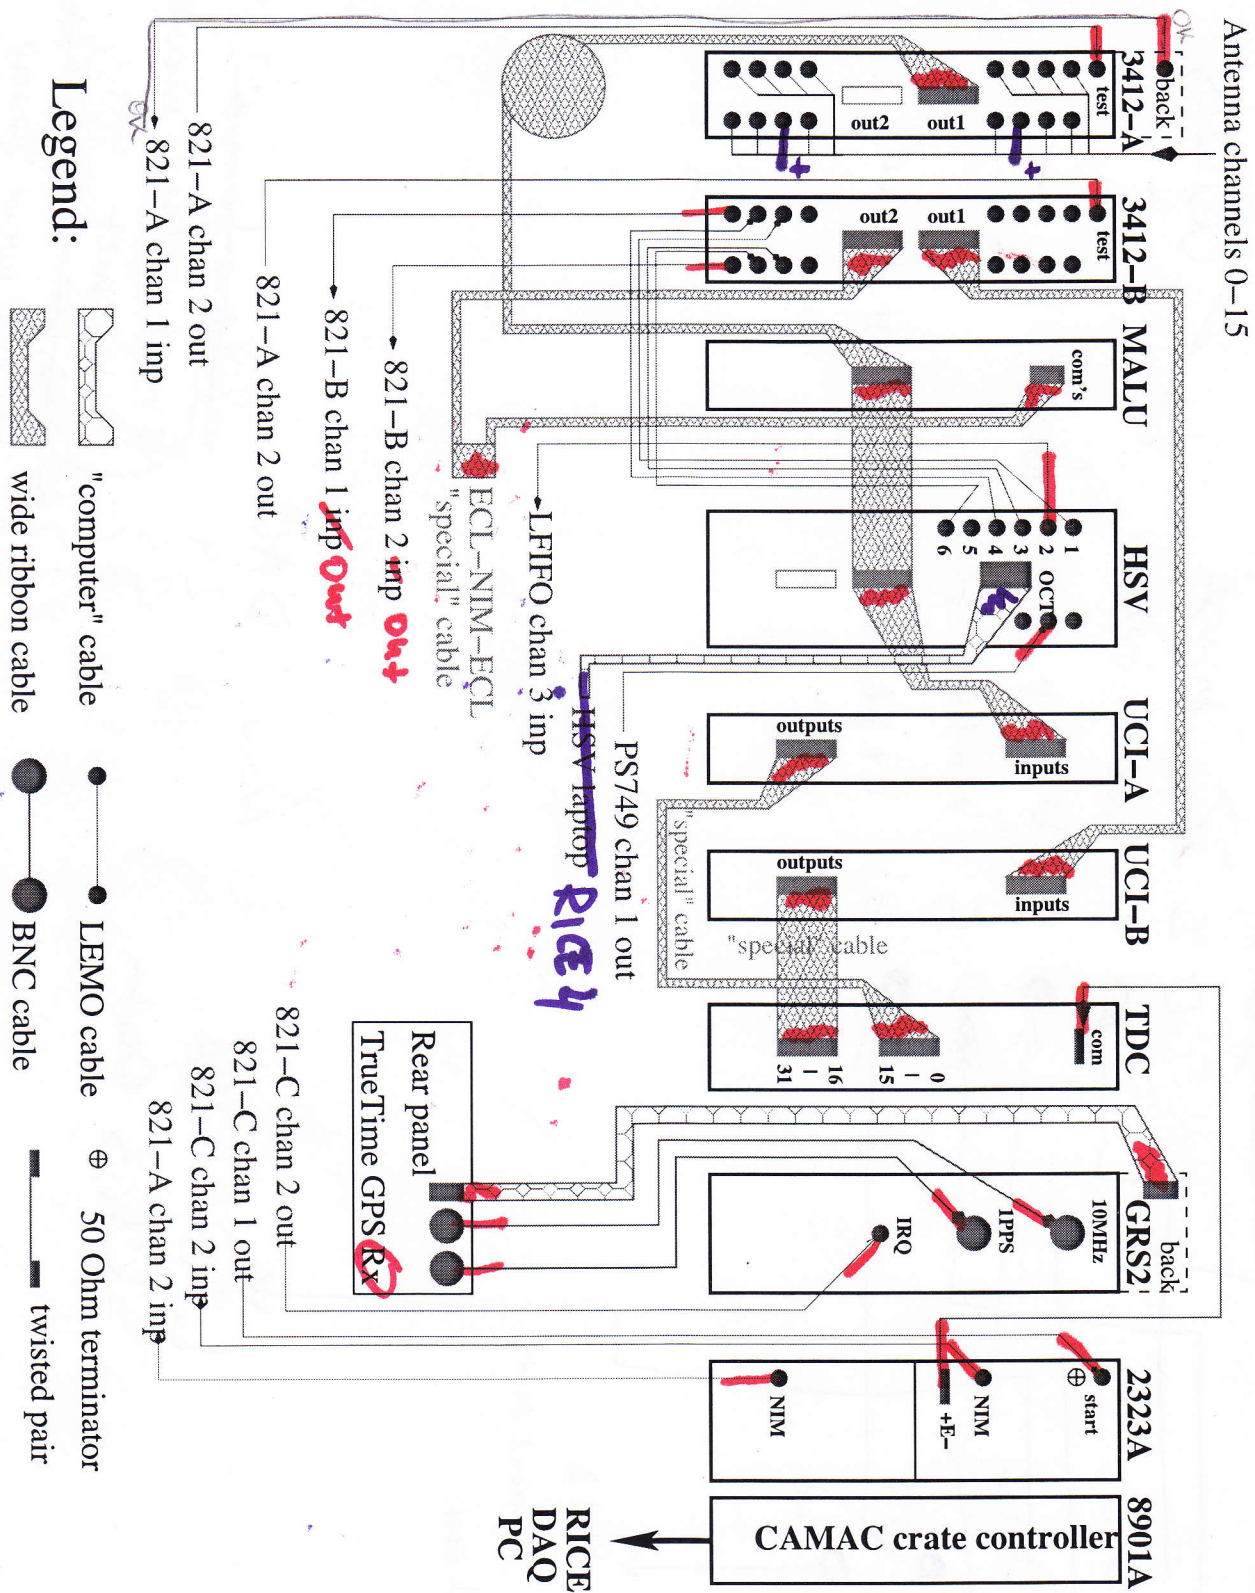 Antenna channels 0–15
OK
back
3412–A
test
out1
out2
+
+
3412–B
test
out1
out2
MALU
com's
HSV
1
2
3
4
5
6
OCT
UCI–A
inputs
outputs
UCI–B
inputs
outputs
TDC
com
0
–
15
16
–
31
back
GRS2
10MHz
1PPS
IRQ
2323A
start
NIM
+E–
NIM
8901A
CAMAC crate controller
RICE
DAQ
PC
821–A chan 2 out
OK
821–A chan 1 inp
821–A chan 2 out
821–B chan 1 inp out
821–B chan 2 inp out
ECL–NIM–ECL
"special" cable
LFIFO chan 3 inp
HSV laptop RICE 4
PS749 chan 1 out
"special" cable
"special" cable
Rear panel
TrueTime GPS Rx
821–C chan 2 out
821–C chan 1 out
821–C chan 2 inp
821–A chan 2 inp
Legend:
"computer" cable
LEMO cable
50 Ohm terminator
wide ribbon cable
BNC cable
twisted pair